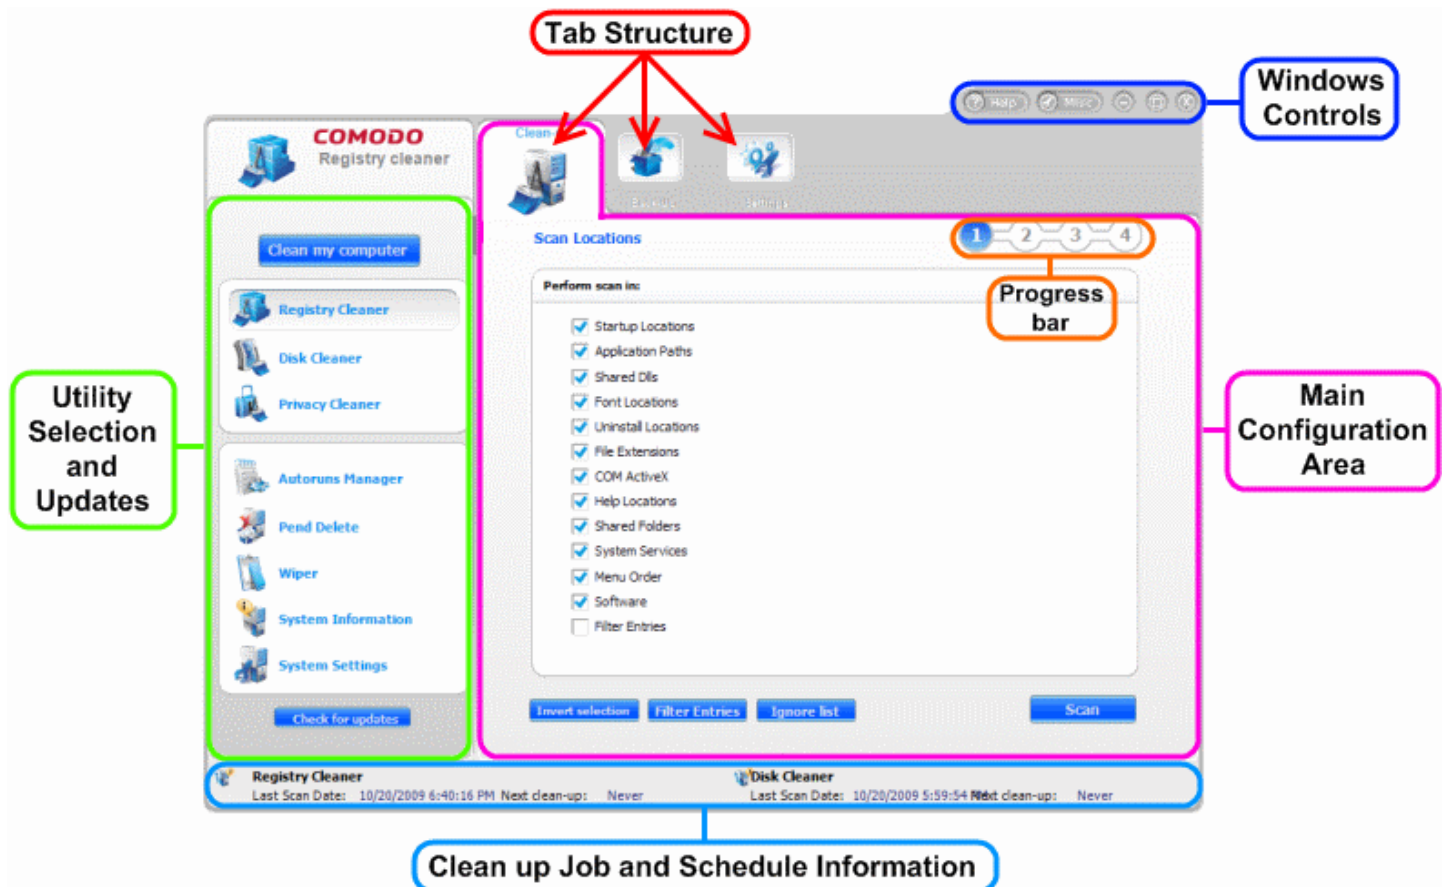 Tab Structure
Windows
Controls
Help
Misc
COMODO
Registry cleaner
Clean-
Settings
Clean my computer
Registry Cleaner
Disk Cleaner
Privacy Cleaner
Autoruns Manager
Pend Delete
Wiper
System Information
System Settings
Check for updates
Utility
Selection
and
Updates
Scan Locations
1 2 3 4
Progress
bar
Perform scan in:
Startup Locations
Application Paths
Shared Dlls
Font Locations
Uninstall Locations
File Extensions
COM ActiveX
Help Locations
Shared Folders
System Services
Menu Order
Software
Filter Entries
Invert selection
Filter Entries
Ignore list
Scan
Main
Configuration
Area
Registry Cleaner
Last Scan Date: 10/20/2009 6:40:16 PM Next clean-up: Never
Disk Cleaner
Last Scan Date: 10/20/2009 5:59:54 clean-up: Never
Clean up Job and Schedule Information